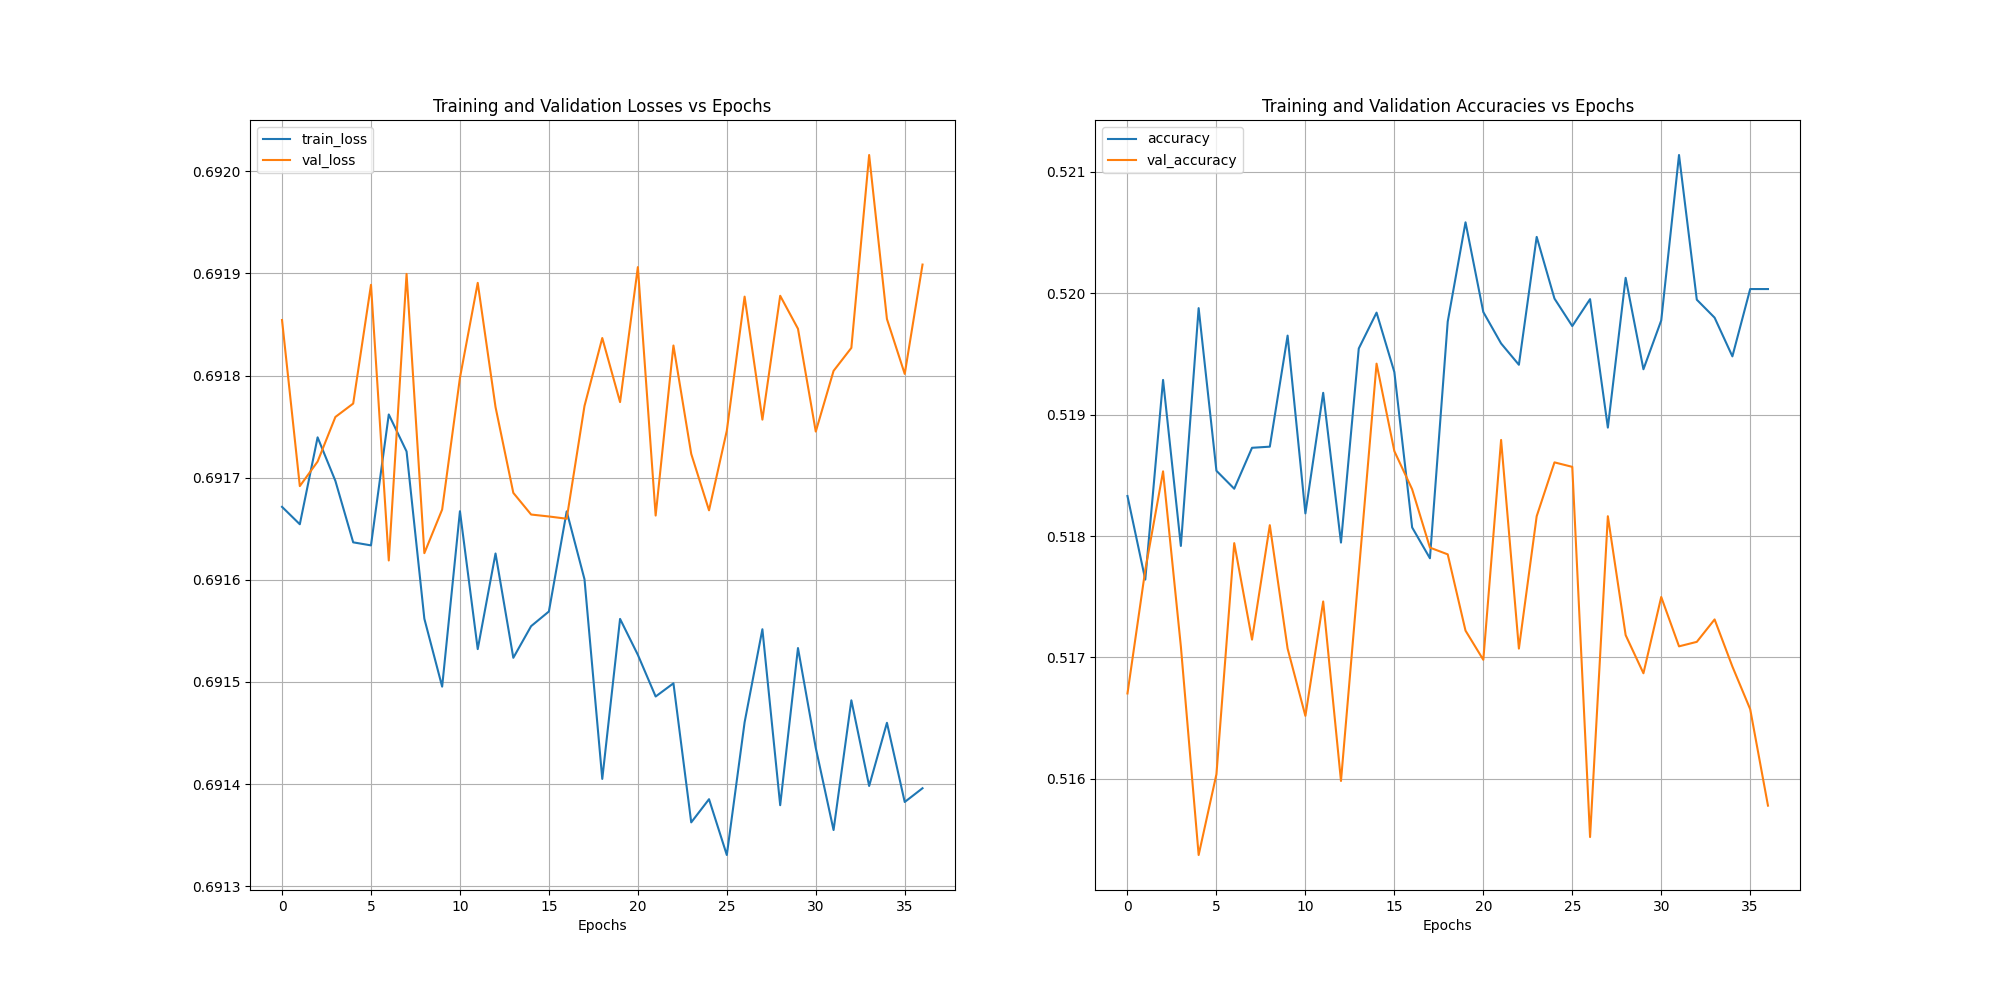 Training and Validation Losses vs Epochs
train_loss
val_loss
0.6920
0.6919
0.6918
0.6917
0.6916
0.6915
0.6914
0.6913
0 5 10 15 20 25 30 35
Epochs
Training and Validation Accuracies vs Epochs
accuracy
val_accuracy
0.521
0.520
0.519
0.518
0.517
0.516
0 5 10 15 20 25 30 35
Epochs